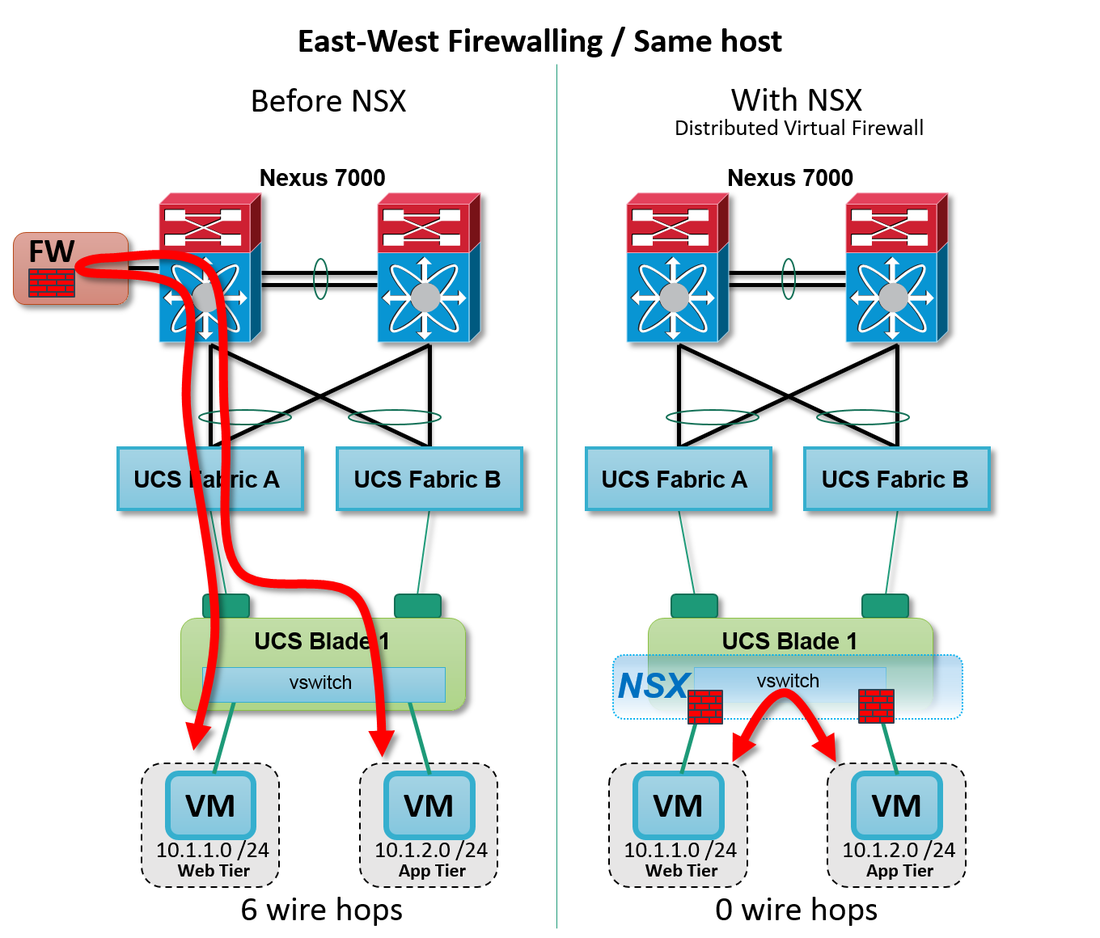 East-West Firewalling / Same host
Before NSX
Nexus 7000
FW
UCS Fabric A
UCS Fabric B
UCS Blade 1
vswitch
VM
10.1.1.0 /24
Web Tier
VM
10.1.2.0 /24
App Tier
6 wire hops
With NSX
Distributed Virtual Firewall
Nexus 7000
UCS Fabric A
UCS Fabric B
UCS Blade 1
NSX
vswitch
VM
10.1.1.0 /24
Web Tier
VM
10.1.2.0 /24
App Tier
0 wire hops